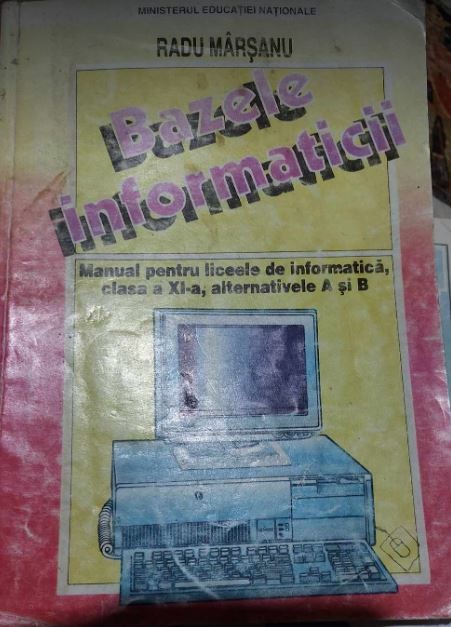 MINISTERUL EDUCAȚIEI NAȚIONALE
RADU MÂRȘANU
Bazele
informaticii
Manual pentru liceele de informatică,
clasa a XI-a, alternativele A și B